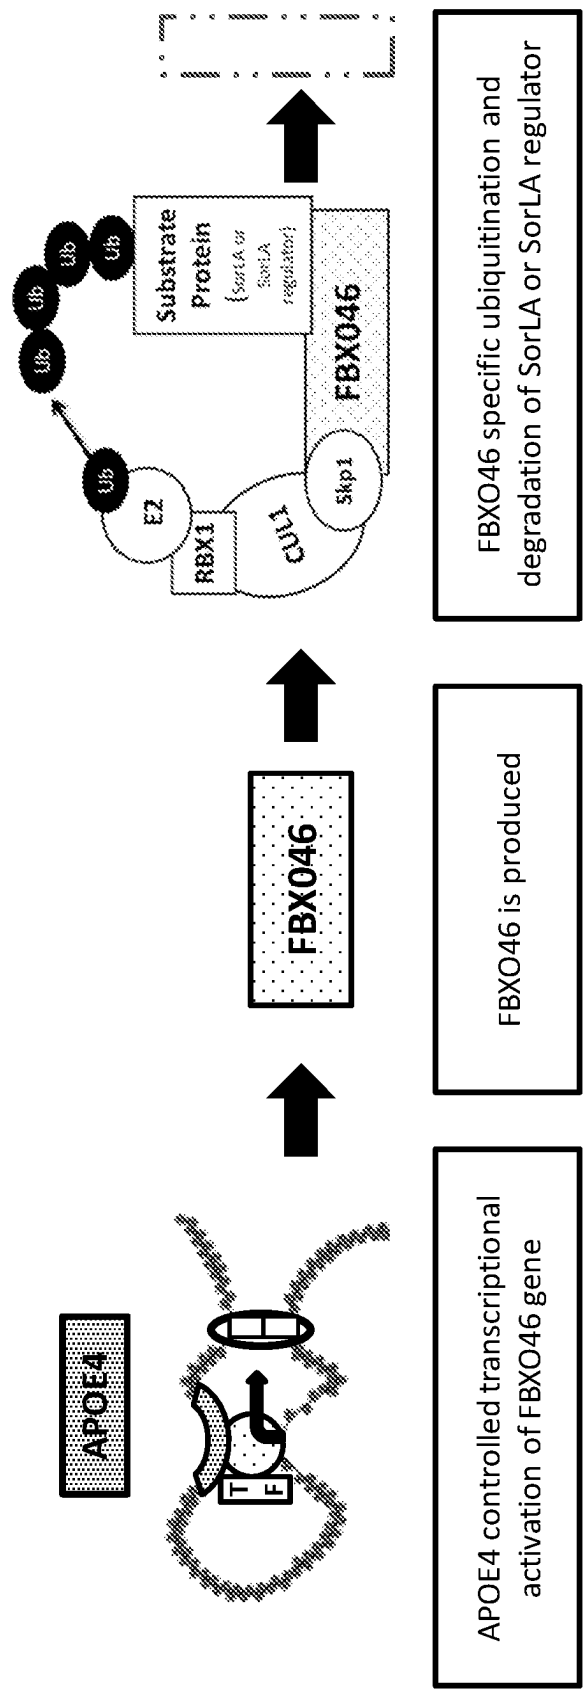 APOE4
T
F
APOE4 controlled transcriptional
activation of FBXO46 gene
FBXO46
FBXO46 is produced
Ub
Ub
Ub
Ub
Ub
E2
RBX1
CUL1
Skp1
FBXO46
Substrate
Protein
(SorLA or
SorLA
regulator)
FBXO46 specific ubiquitination and
degradation of SorLA or SorLA regulator